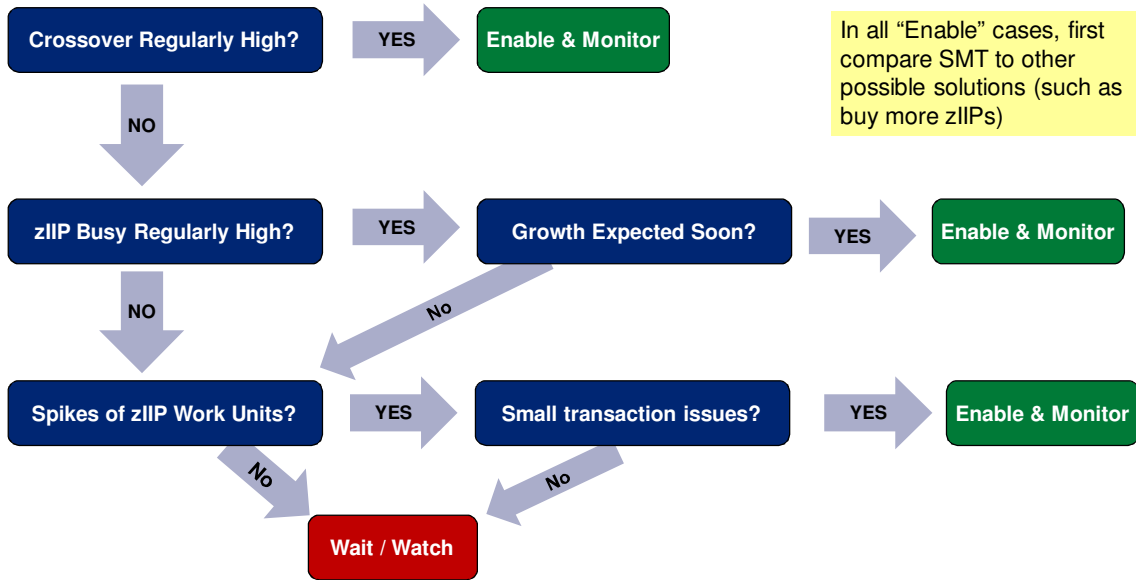 Crossover Regularly High?
YES
Enable & Monitor
In all “Enable” cases, first
compare SMT to other
possible solutions (such as
buy more zIIPs)
NO
zIIP Busy Regularly High?
YES
Growth Expected Soon?
YES
Enable & Monitor
NO
No
Spikes of zIIP Work Units?
YES
Small transaction issues?
YES
Enable & Monitor
No
No
Wait / Watch